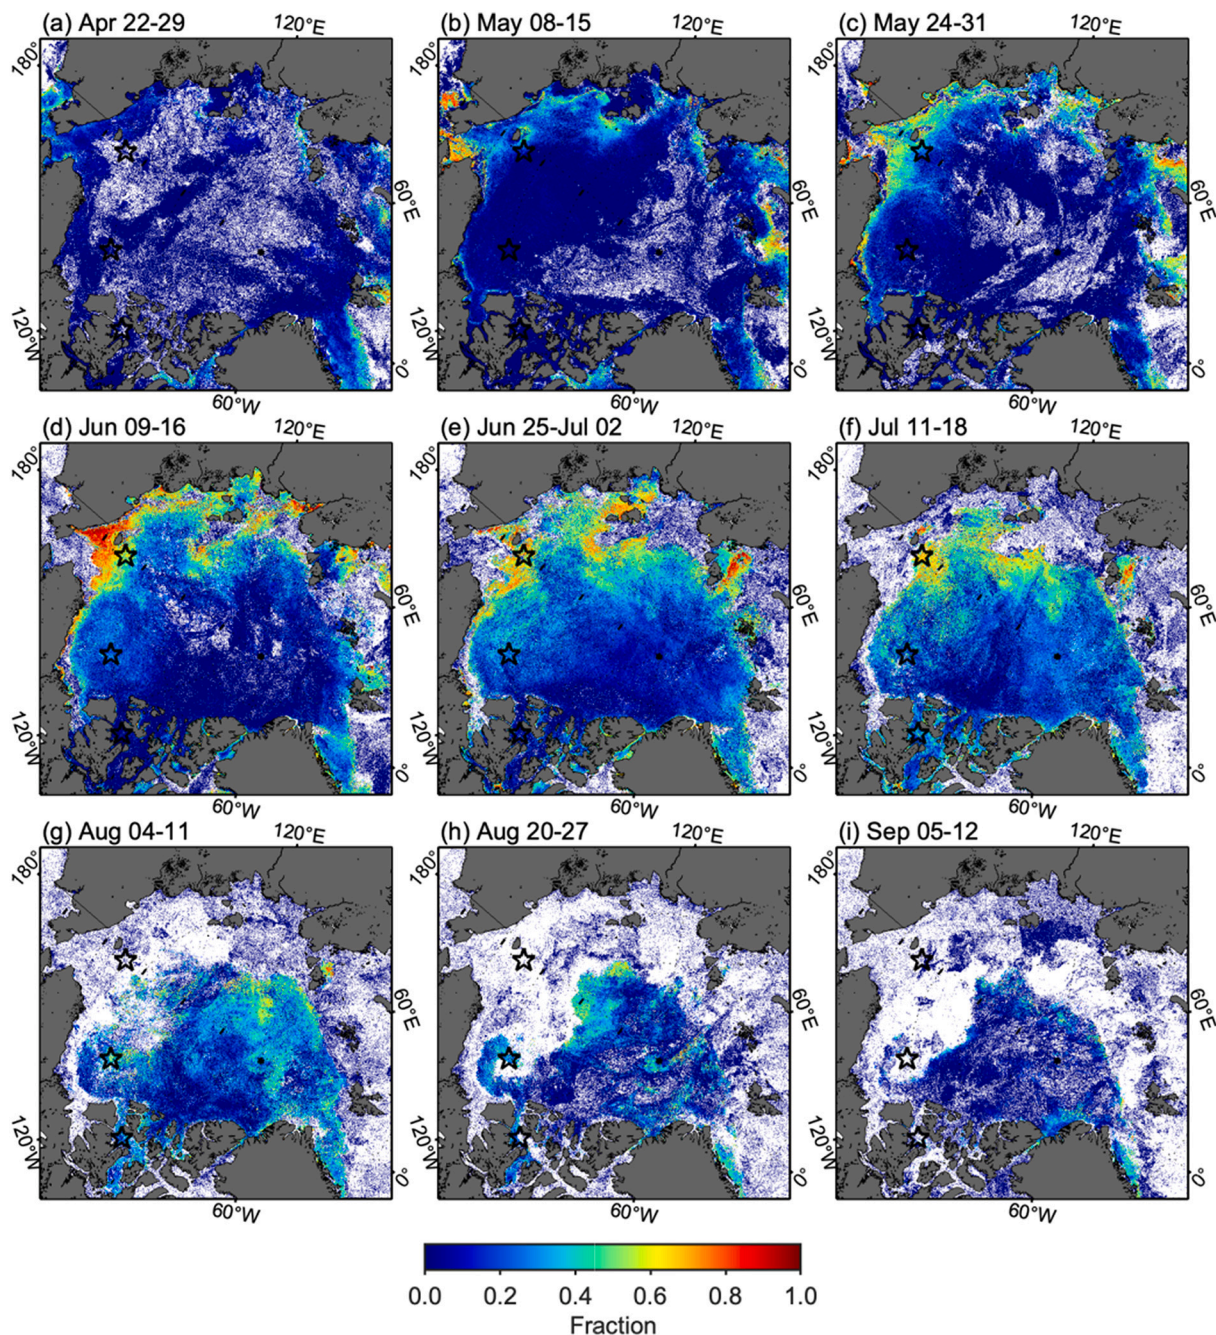 (a) Apr 22-29 120°E (b) May 08-15 120°E (c) May 24-31 120°E
180° 180° 180°
60°E 60°E 60°E
120°W 0° 120°W 0° 120°W 0°
60°W 60°W 60°W
(d) Jun 09-16 120°E (e) Jun 25-Jul 02 120°E (f) Jul 11-18 120°E
180° 180° 180°
60°E 60°E 60°E
120°W 0° 120°W 0° 120°W 0°
60°W 60°W 60°W
(g) Aug 04-11 120°E (h) Aug 20-27 120°E (i) Sep 05-12 120°E
180° 180° 180°
60°E 60°E 60°E
120°W 0° 120°W 0° 120°W 0°
60°W 60°W 60°W
0.0 0.2 0.4 0.6 0.8 1.0
Fraction